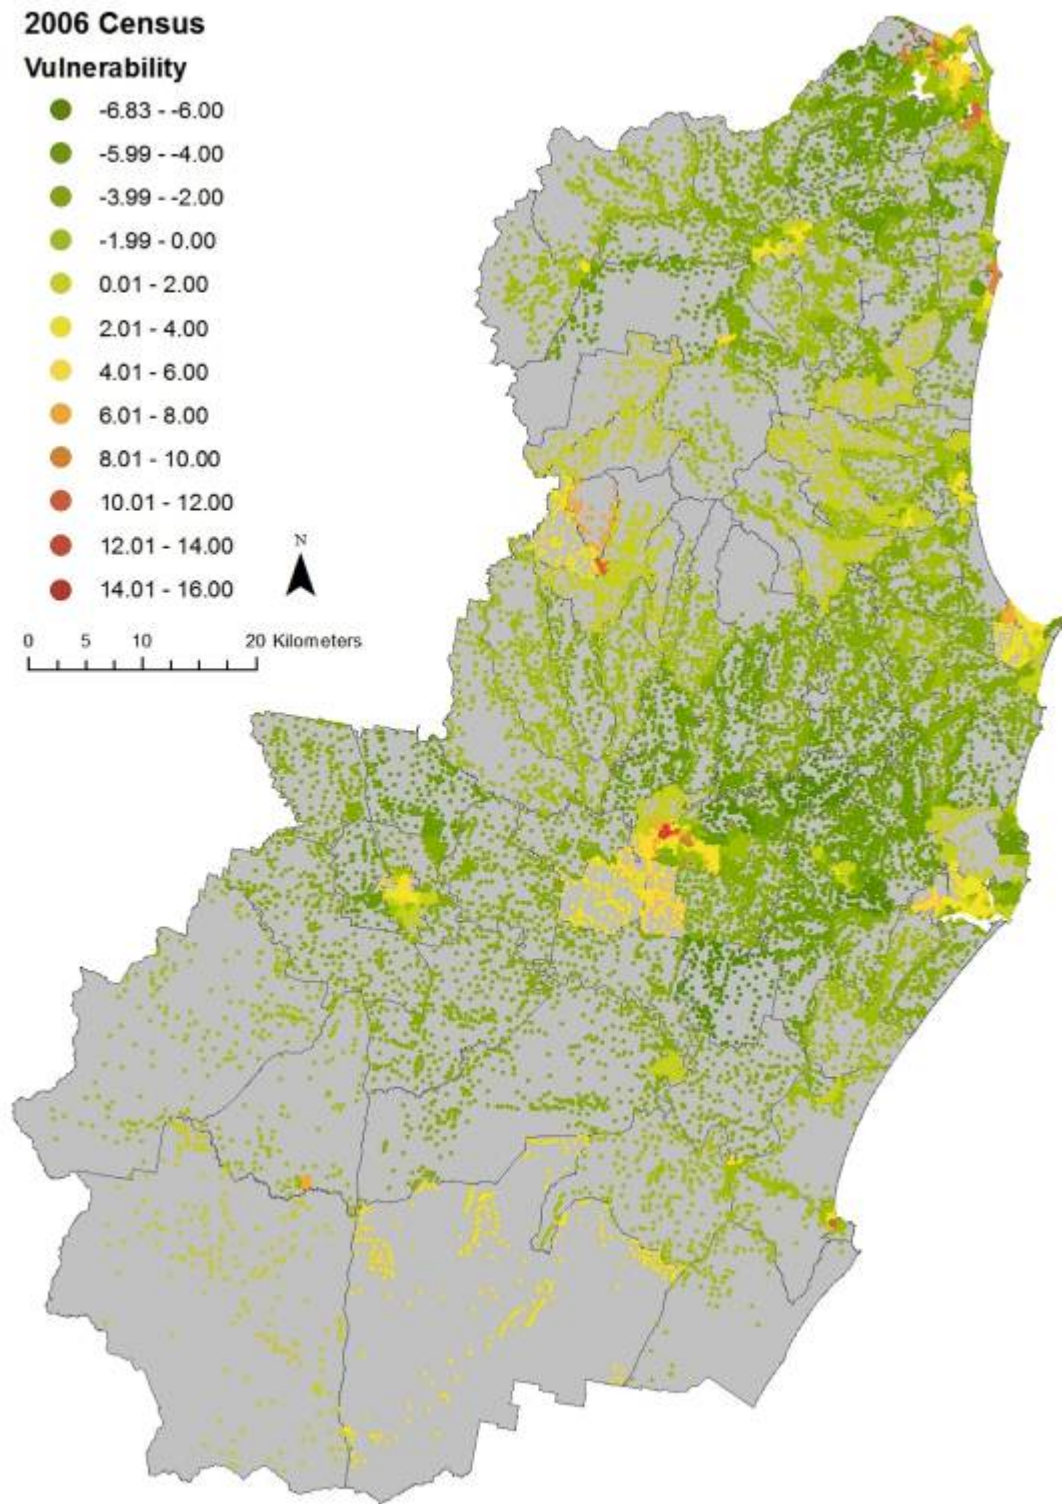 2006 Census
Vulnerability
-6.83 - -6.00
-5.99 - -4.00
-3.99 - -2.00
-1.99 - 0.00
0.01 - 2.00
2.01 - 4.00
4.01 - 6.00
6.01 - 8.00
8.01 - 10.00
10.01 - 12.00
12.01 - 14.00
14.01 - 16.00
N
0 5 10 20 Kilometers